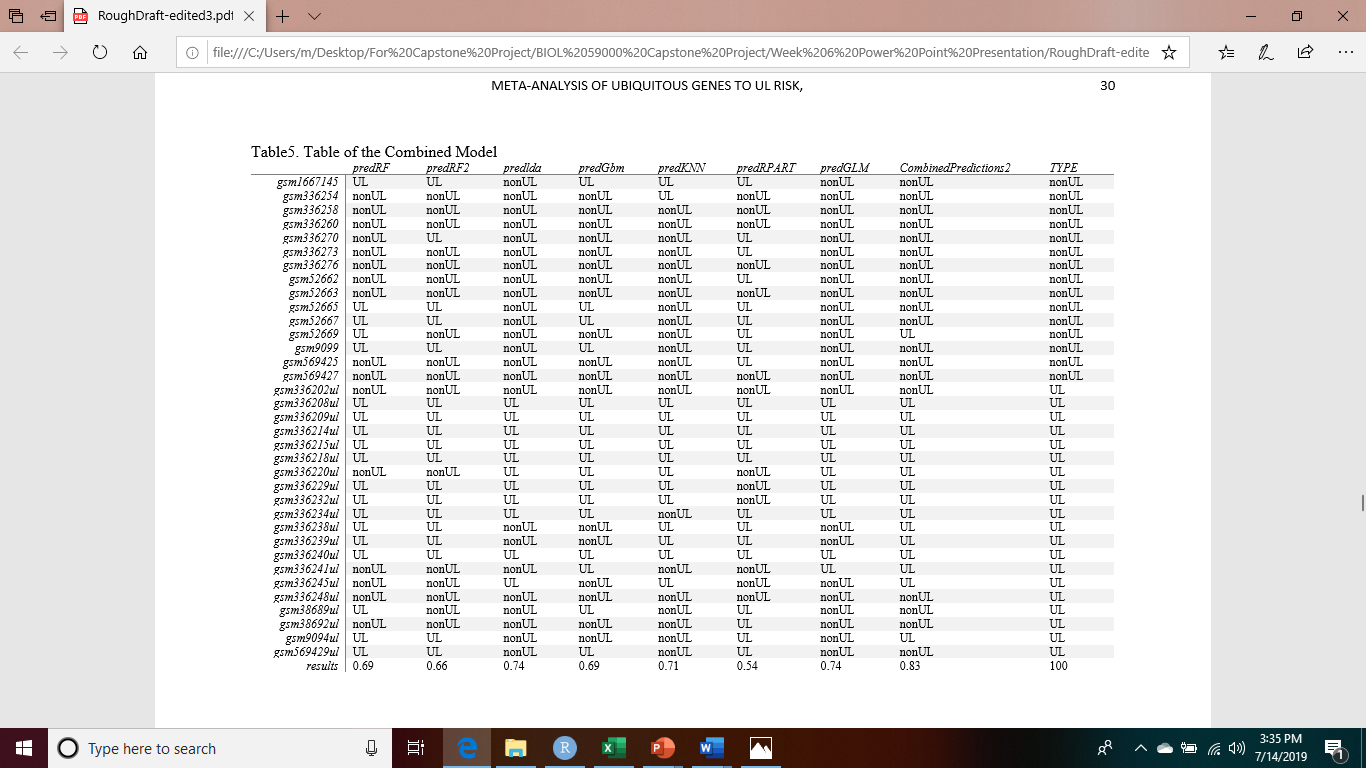 RoughDraft-edited3.pdf
file:///C:/Users/m/Desktop/For%20Capstone%20Project/BIOL%2059000%20Capstone%20Project/Week%206%20Power%20Point%20Presentation/RoughDraft-edite
META-ANALYSIS OF UBIQUITOUS GENES TO UL RISK, 30
Table5. Table of the Combined Model
predRF predRF2 predlda predGbm predKNN predRPART predGLM CombinedPredictions2 TYPE
gsm1667145 UL UL nonUL UL UL UL nonUL nonUL nonUL
gsm336254 nonUL nonUL nonUL nonUL UL nonUL nonUL nonUL nonUL
gsm336258 nonUL nonUL nonUL nonUL nonUL nonUL nonUL nonUL nonUL
gsm336260 nonUL nonUL nonUL nonUL nonUL nonUL nonUL nonUL nonUL
gsm336270 nonUL UL nonUL nonUL nonUL UL nonUL nonUL nonUL
gsm336273 nonUL nonUL nonUL nonUL nonUL UL nonUL nonUL nonUL
gsm336276 nonUL nonUL nonUL nonUL nonUL nonUL nonUL nonUL nonUL
gsm52662 nonUL nonUL nonUL nonUL nonUL UL nonUL nonUL nonUL
gsm52663 nonUL nonUL nonUL nonUL nonUL nonUL nonUL nonUL nonUL
gsm52665 UL UL nonUL UL nonUL UL nonUL nonUL nonUL
gsm52667 UL UL nonUL UL nonUL UL nonUL nonUL nonUL
gsm52669 UL nonUL nonUL nonUL nonUL UL nonUL UL nonUL
gsm9099 UL UL nonUL UL nonUL UL nonUL nonUL nonUL
gsm569425 nonUL nonUL nonUL nonUL nonUL UL nonUL nonUL nonUL
gsm569427 nonUL nonUL nonUL nonUL nonUL nonUL nonUL nonUL nonUL
gsm336202ul nonUL nonUL nonUL nonUL nonUL nonUL nonUL nonUL UL
gsm336208ul UL UL UL UL UL UL UL UL UL
gsm336209ul UL UL UL UL UL UL UL UL UL
gsm336214ul UL UL UL UL UL UL UL UL UL
gsm336215ul UL UL UL UL UL UL UL UL UL
gsm336218ul UL UL UL UL UL UL UL UL UL
gsm336220ul nonUL nonUL UL UL UL nonUL UL UL UL
gsm336229ul UL UL UL UL UL nonUL UL UL UL
gsm336232ul UL UL UL UL UL nonUL UL UL UL
gsm336234ul UL UL UL UL nonUL UL UL UL UL
gsm336238ul UL UL nonUL nonUL UL UL nonUL UL UL
gsm336239ul UL UL nonUL nonUL UL UL nonUL UL UL
gsm336240ul UL UL UL UL UL UL UL UL UL
gsm336241ul nonUL nonUL nonUL UL nonUL nonUL UL UL UL
gsm336245ul nonUL nonUL UL nonUL UL nonUL nonUL UL UL
gsm336248ul nonUL nonUL nonUL nonUL nonUL nonUL nonUL nonUL UL
gsm38689ul UL nonUL nonUL UL nonUL UL nonUL nonUL UL
gsm38692ul nonUL nonUL nonUL nonUL nonUL UL nonUL nonUL UL
gsm9094ul UL UL nonUL nonUL nonUL UL nonUL UL UL
gsm569429ul UL UL nonUL UL nonUL UL nonUL nonUL UL
results 0.69 0.66 0.74 0.69 0.71 0.54 0.74 0.83 100
Type here to search
3:35 PM
7/14/2019
1